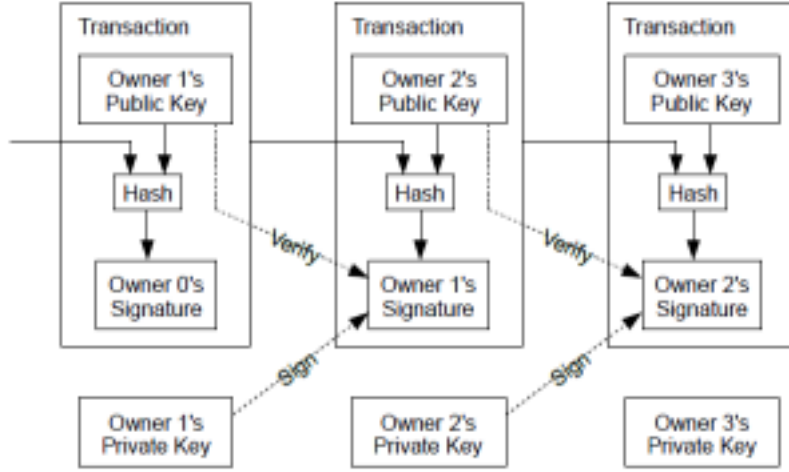 Transaction
Transaction
Transaction
Owner 1's
Public Key
Owner 2's
Public Key
Owner 3's
Public Key
Hash
Hash
Hash
Verify
Verify
Owner 0's
Signature
Owner 1's
Signature
Owner 2's
Signature
Sign
Sign
Owner 1's
Private Key
Owner 2's
Private Key
Owner 3's
Private Key